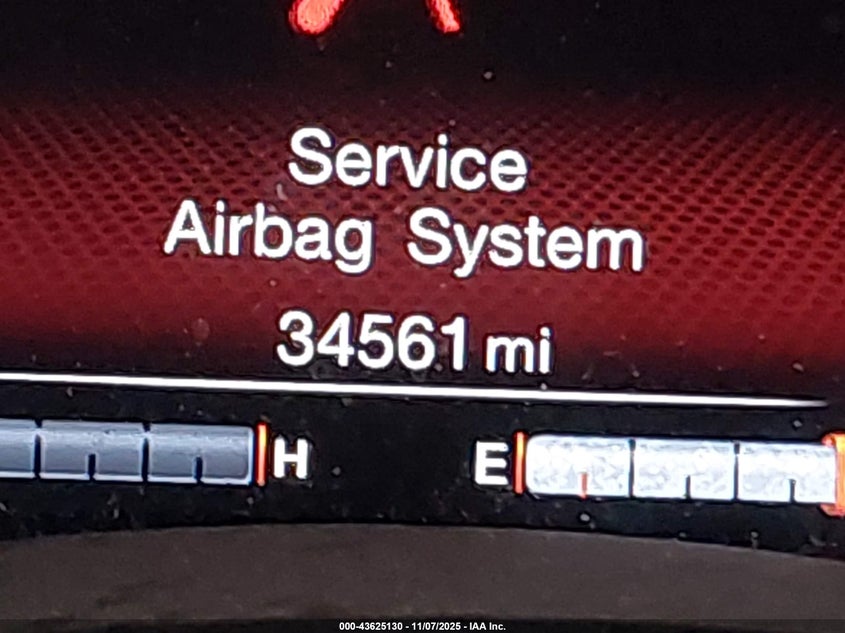 Service
Airbag System
34561 mi
H E
000-43625130 - 11/07/2025 - IAA Inc.